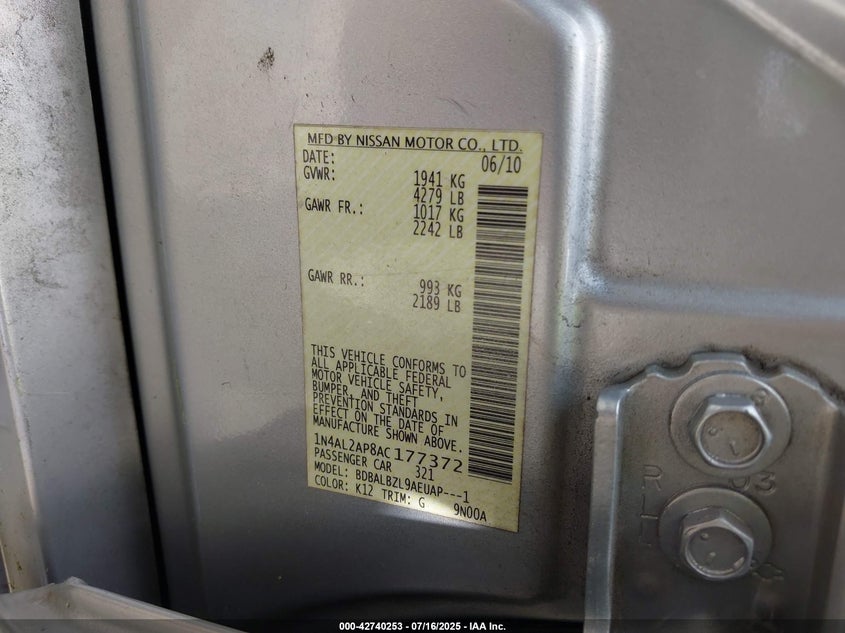 MFD BY NISSAN MOTOR CO., LTD.
DATE: 06/10
GVWR: 1941 KG
4279 LB
GAWR FR.: 1017 KG
2242 LB
GAWR RR.: 993 KG
2189 LB
THIS VEHICLE CONFORMS TO
ALL APPLICABLE FEDERAL
MOTOR VEHICLE SAFETY,
BUMPER, AND THEFT
PREVENTION STANDARDS IN
EFFECT ON THE DATE OF
MANUFACTURE SHOWN ABOVE.
1N4AL2AP8AC177372
PASSENGER CAR 321
MODEL: BDBALBZL9AEUAP---1
COLOR: K12 TRIM: G 9N00A
000-42740253 - 07/16/2025 - IAA Inc.